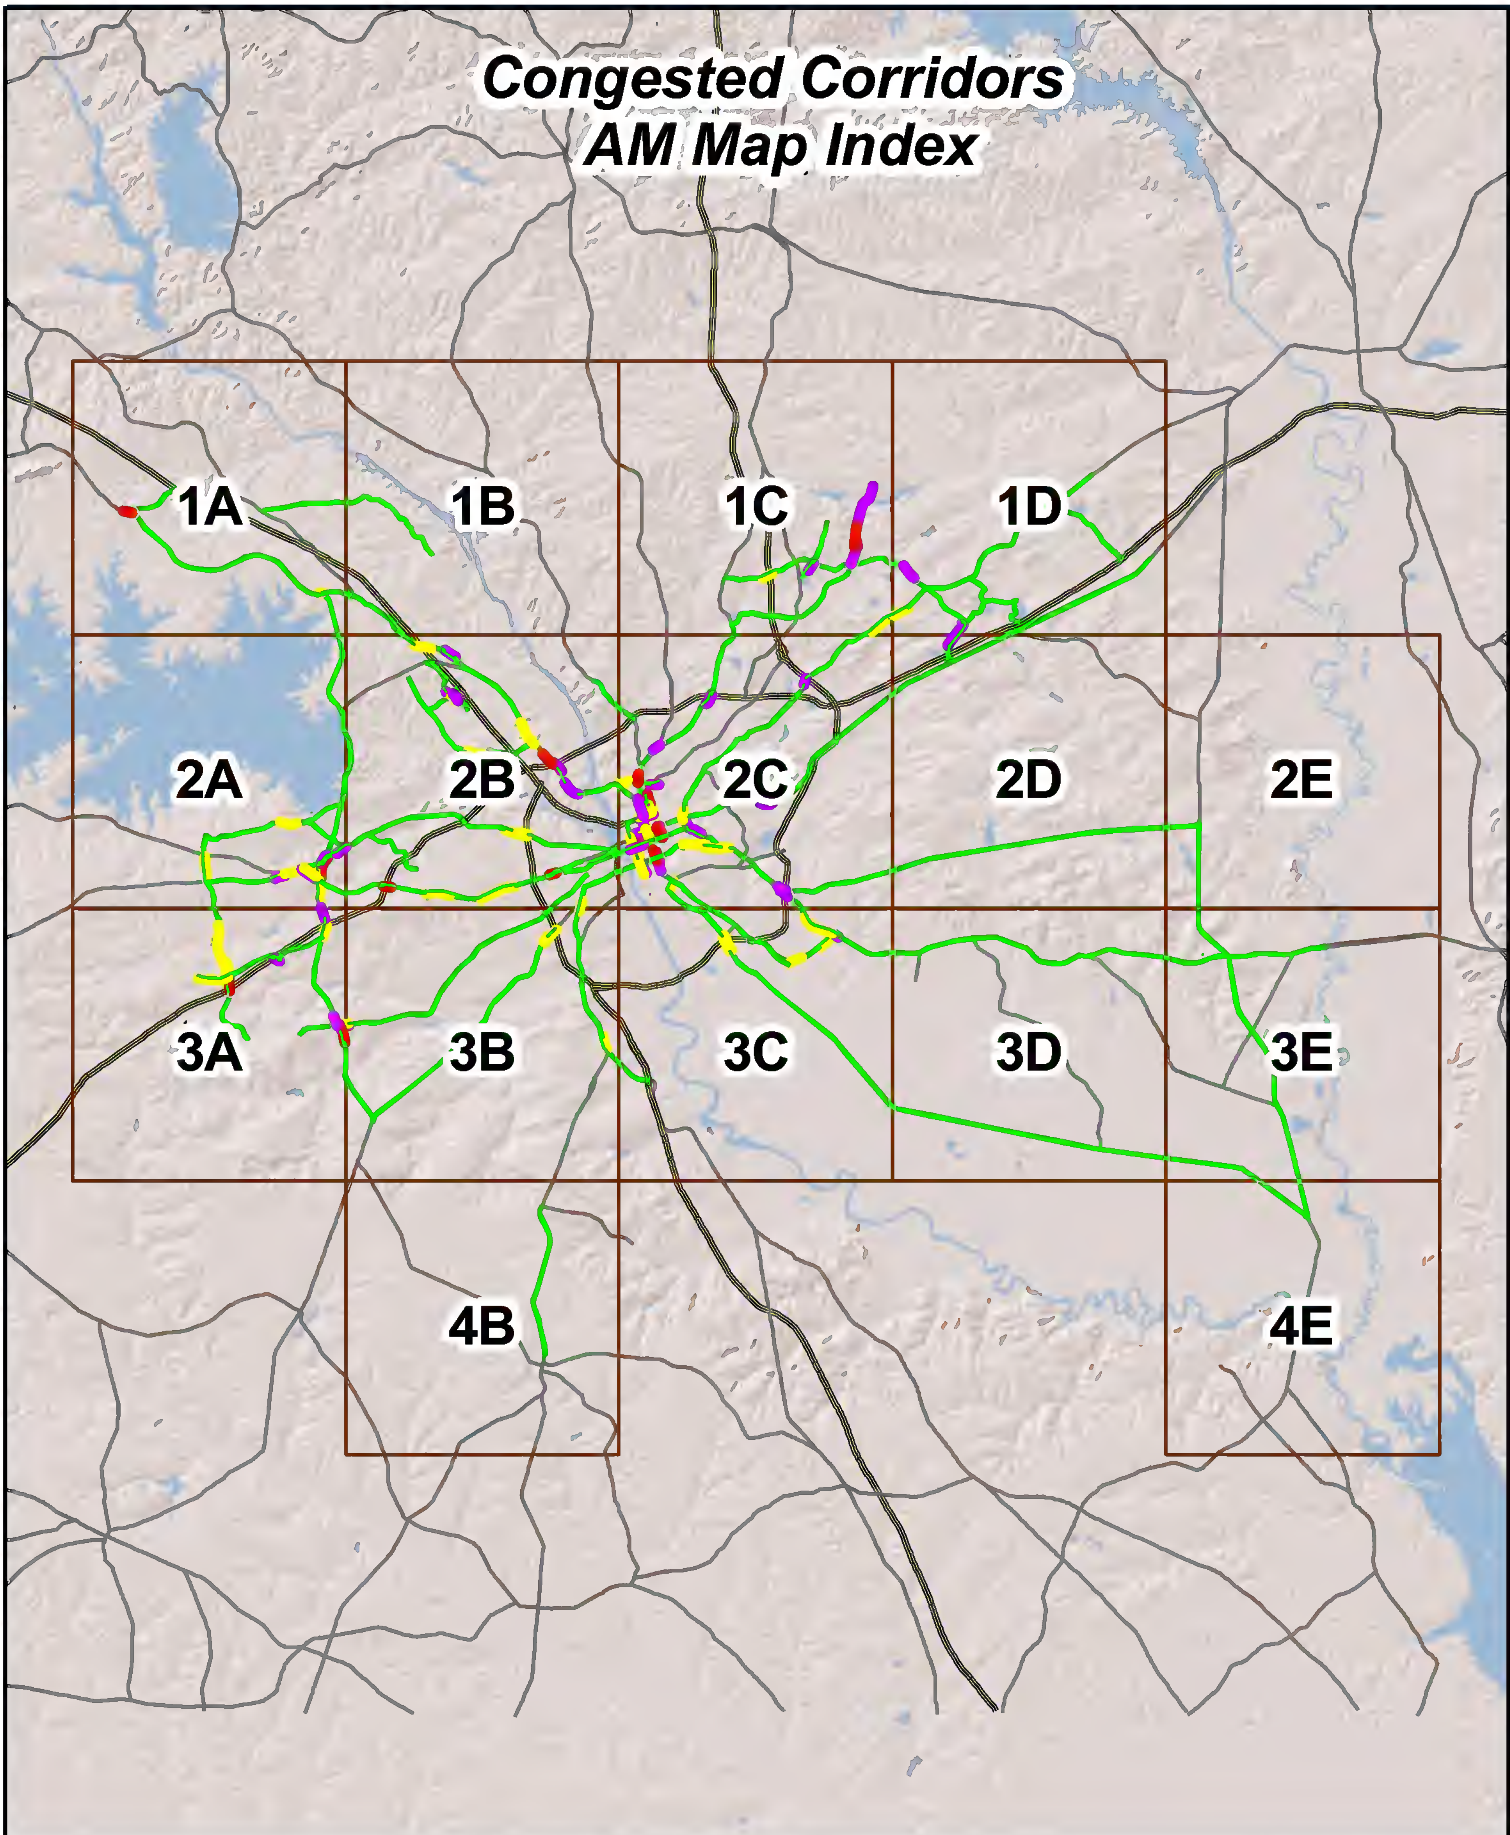 Congested Corridors
AM Map Index
1A
1B
1C
1D
2A
2B
2C
2D
2E
3A
3B
3C
3D
3E
4B
4E